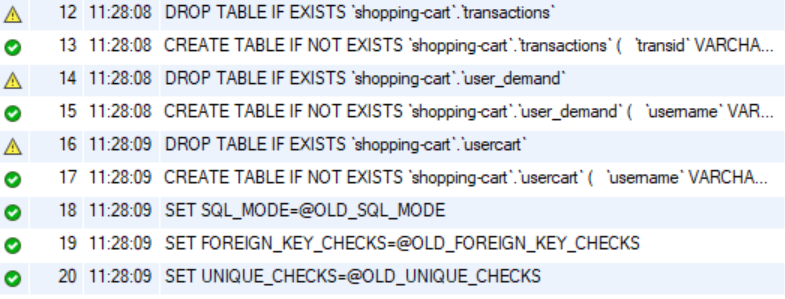 12 11:28:08 DROP TABLE IF EXISTS `shopping-cart`.`transactions`
13 11:28:08 CREATE TABLE IF NOT EXISTS `shopping-cart`.`transactions` ( `transid` VARCHA...
14 11:28:08 DROP TABLE IF EXISTS `shopping-cart`.`user_demand`
15 11:28:08 CREATE TABLE IF NOT EXISTS `shopping-cart`.`user_demand` ( `username` VAR...
16 11:28:09 DROP TABLE IF EXISTS `shopping-cart`.`usercart`
17 11:28:09 CREATE TABLE IF NOT EXISTS `shopping-cart`.`usercart` ( `username` VARCHA...
18 11:28:09 SET SQL_MODE=@OLD_SQL_MODE
19 11:28:09 SET FOREIGN_KEY_CHECKS=@OLD_FOREIGN_KEY_CHECKS
20 11:28:09 SET UNIQUE_CHECKS=@OLD_UNIQUE_CHECKS